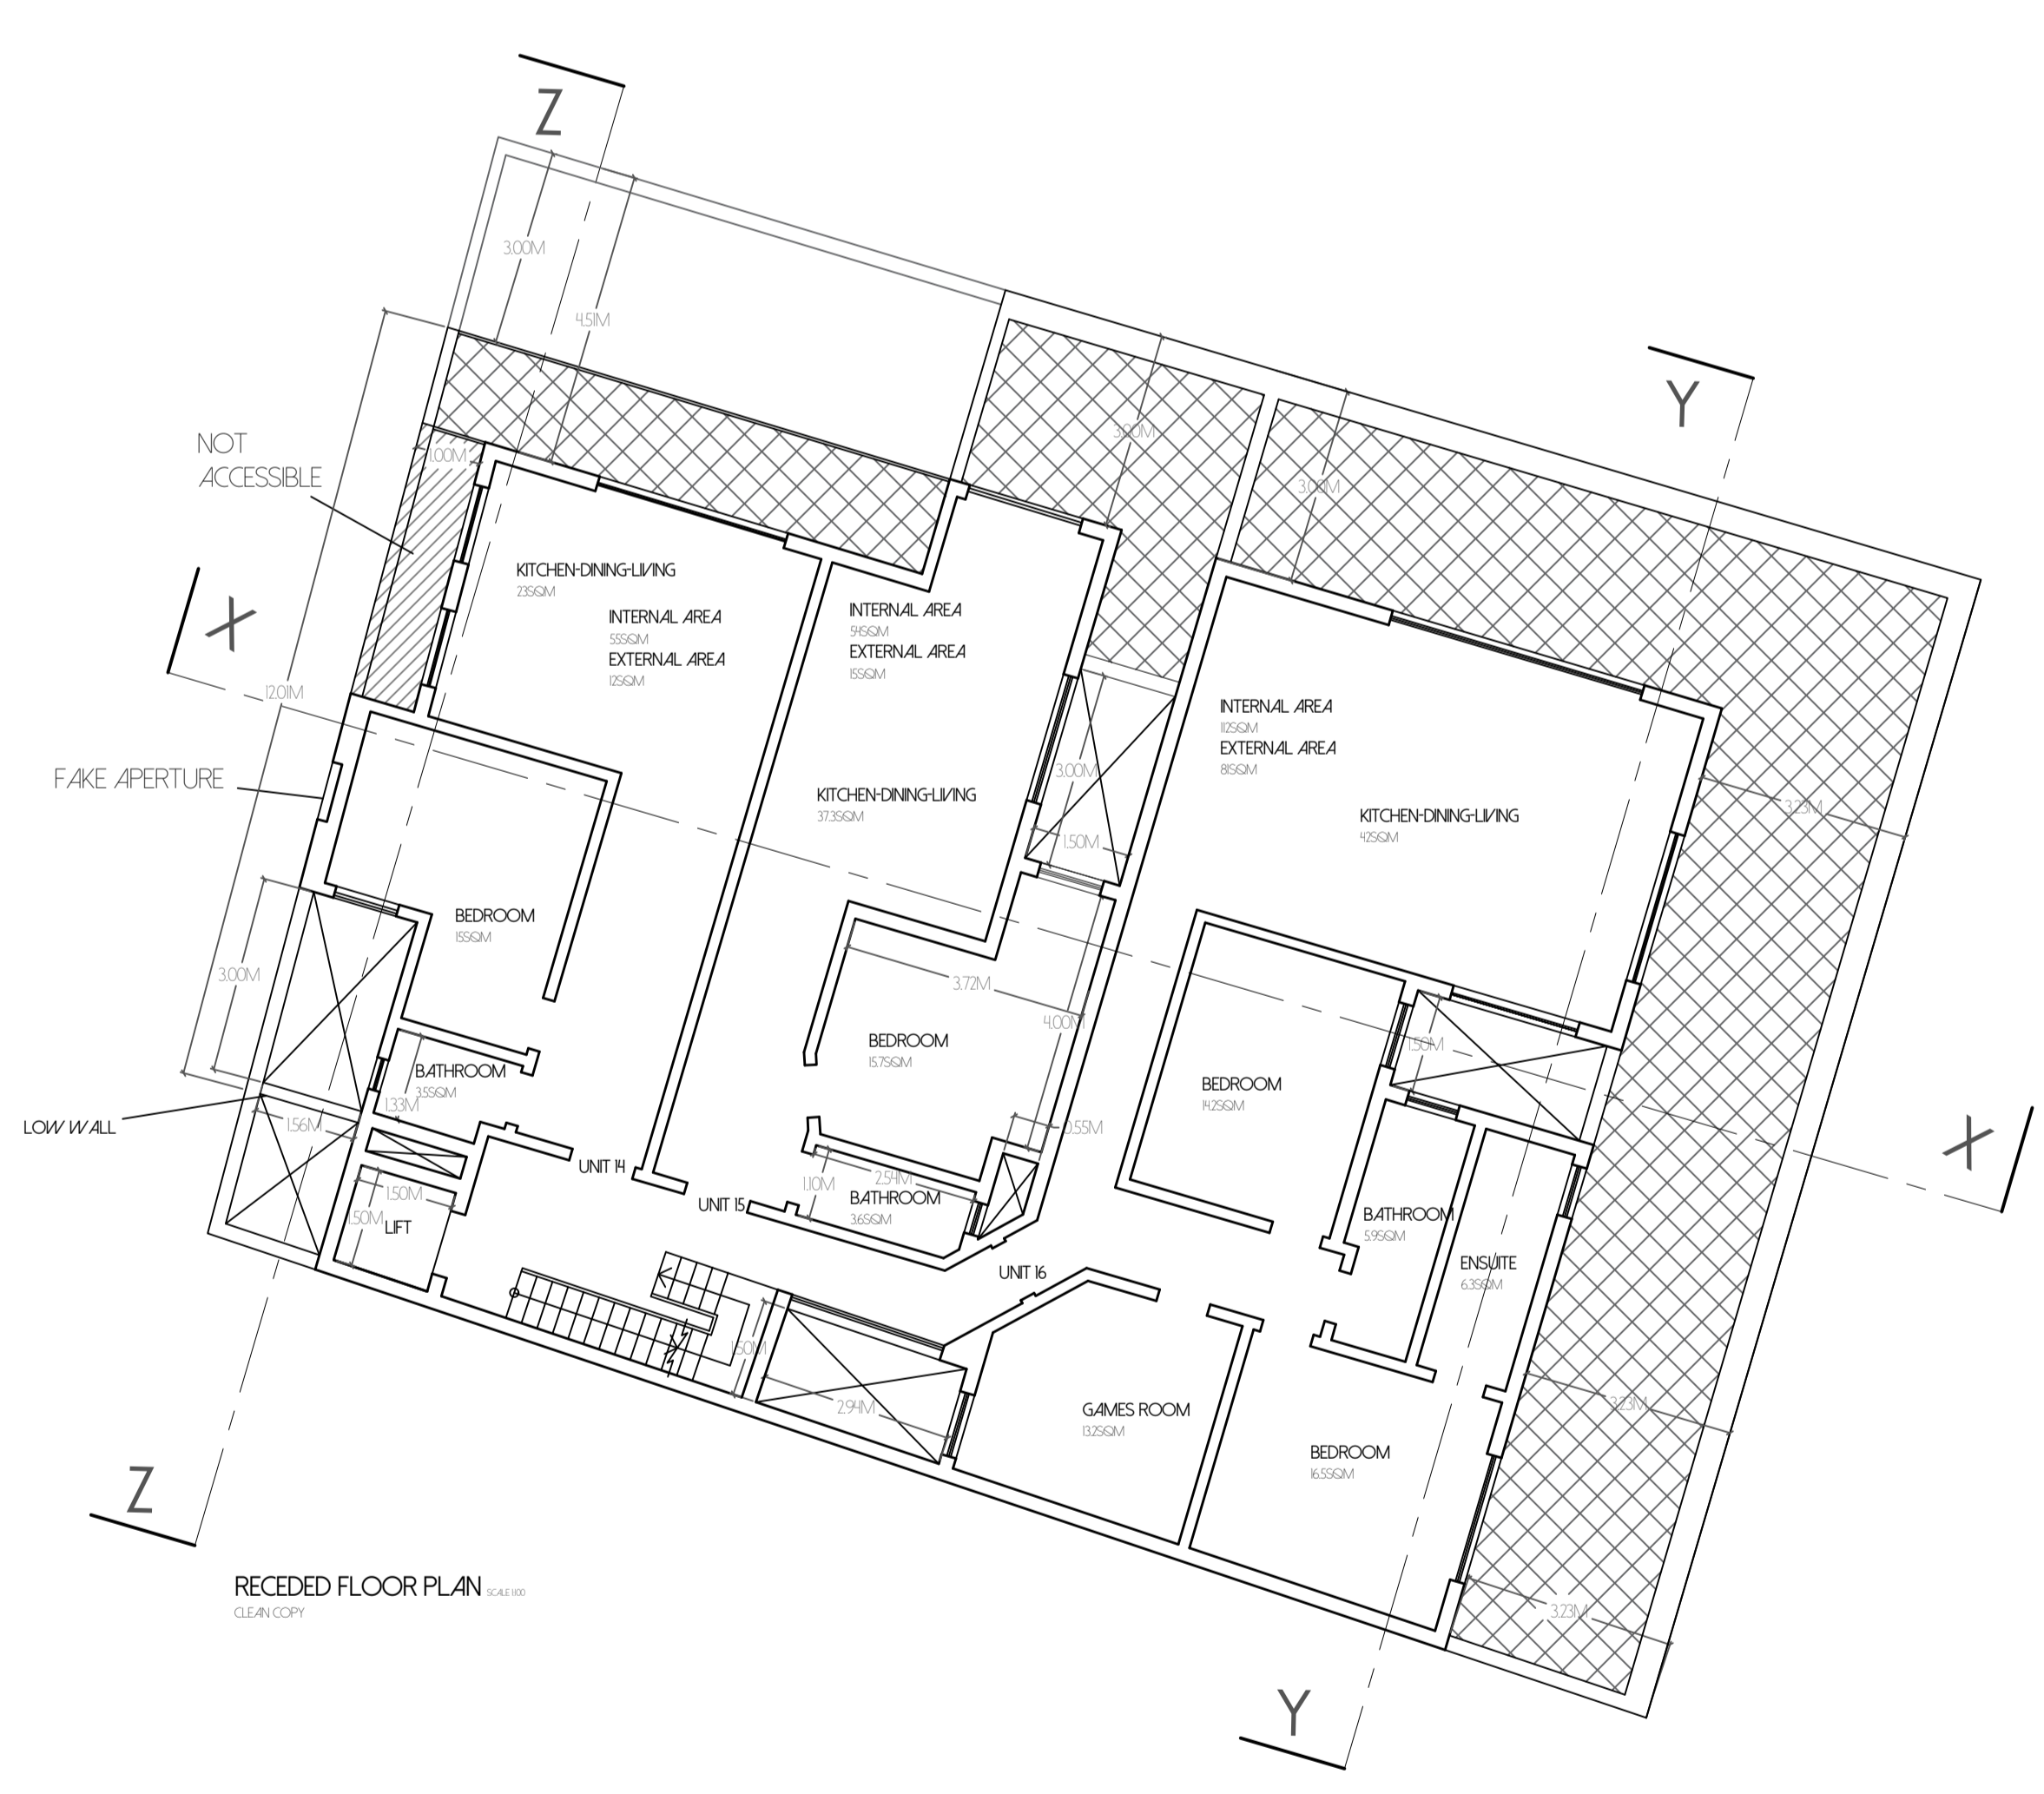 Z
3.00M
4.51M
Y
3.00M
NOT
ACCESSIBLE
1.00M
3.00M
KITCHEN-DINING-LIVING
23SQM
INTERNAL AREA
55SQM
EXTERNAL AREA
12SQM
INTERNAL AREA
54SQM
EXTERNAL AREA
15SQM
X
12.01M
INTERNAL AREA
112SQM
EXTERNAL AREA
81SQM
FAKE APERTURE
3.00M
KITCHEN-DINING-LIVING
37.3SQM
3.23M
KITCHEN-DINING-LIVING
42SQM
1.50M
BEDROOM
15SQM
3.00M
3.72M
4.00M
BEDROOM
15.7SQM
1.50M
BATHROOM
3.5SQM
1.33M
BEDROOM
14.2SQM
LOW WALL
1.56M
0.55M
X
UNIT 14
1.10M
2.54M
1.50M
BATHROOM
3.6SQM
UNIT 15
1.50M
LIFT
BATHROOM
5.9SQM
ENSUITE
6.3SQM
UNIT 16
1.50M
2.94M
GAMES ROOM
13.2SQM
3.23M
BEDROOM
16.5SQM
Z
RECEDED FLOOR PLAN SCALE 1:100
CLEAN COPY
3.23M
Y